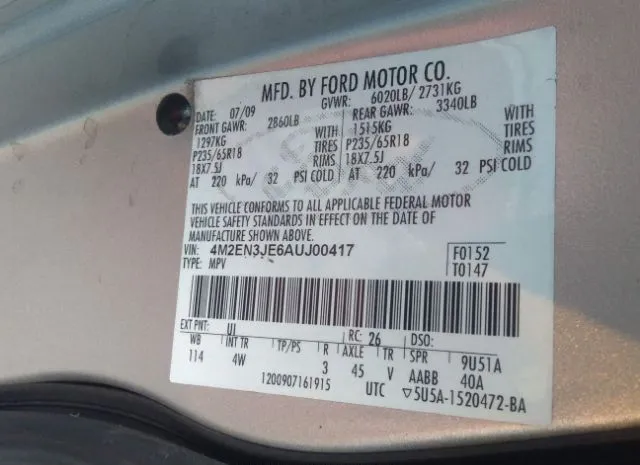 MFD. BY FORD MOTOR CO.
DATE: 07/09 GVWR: 6020LB/ 2731KG
FRONT GAWR: 2860LB REAR GAWR: 3340LB
1297KG WITH 1515KG WITH
P235/65R18 TIRES P235/65R18 TIRES
18X7.5J RIMS 18X7.5J RIMS
AT 220 kPa/ 32 PSI COLD AT 220 kPa/ 32 PSI COLD
THIS VEHICLE CONFORMS TO ALL APPLICABLE FEDERAL MOTOR
VEHICLE SAFETY STANDARDS IN EFFECT ON THE DATE OF
MANUFACTURE SHOWN ABOVE.
VIN: 4M2EN3JE6AUJ00417 F0152
TYPE: MPV T0147
EXT PNT: UJ RC: 26 DSO:
WB INT TR TP/PS R AXLE TR SPR 9U51A
114 4W 3 45 V AABB 40A
1200907161915 UTC ▽5U5A-1520472-BA